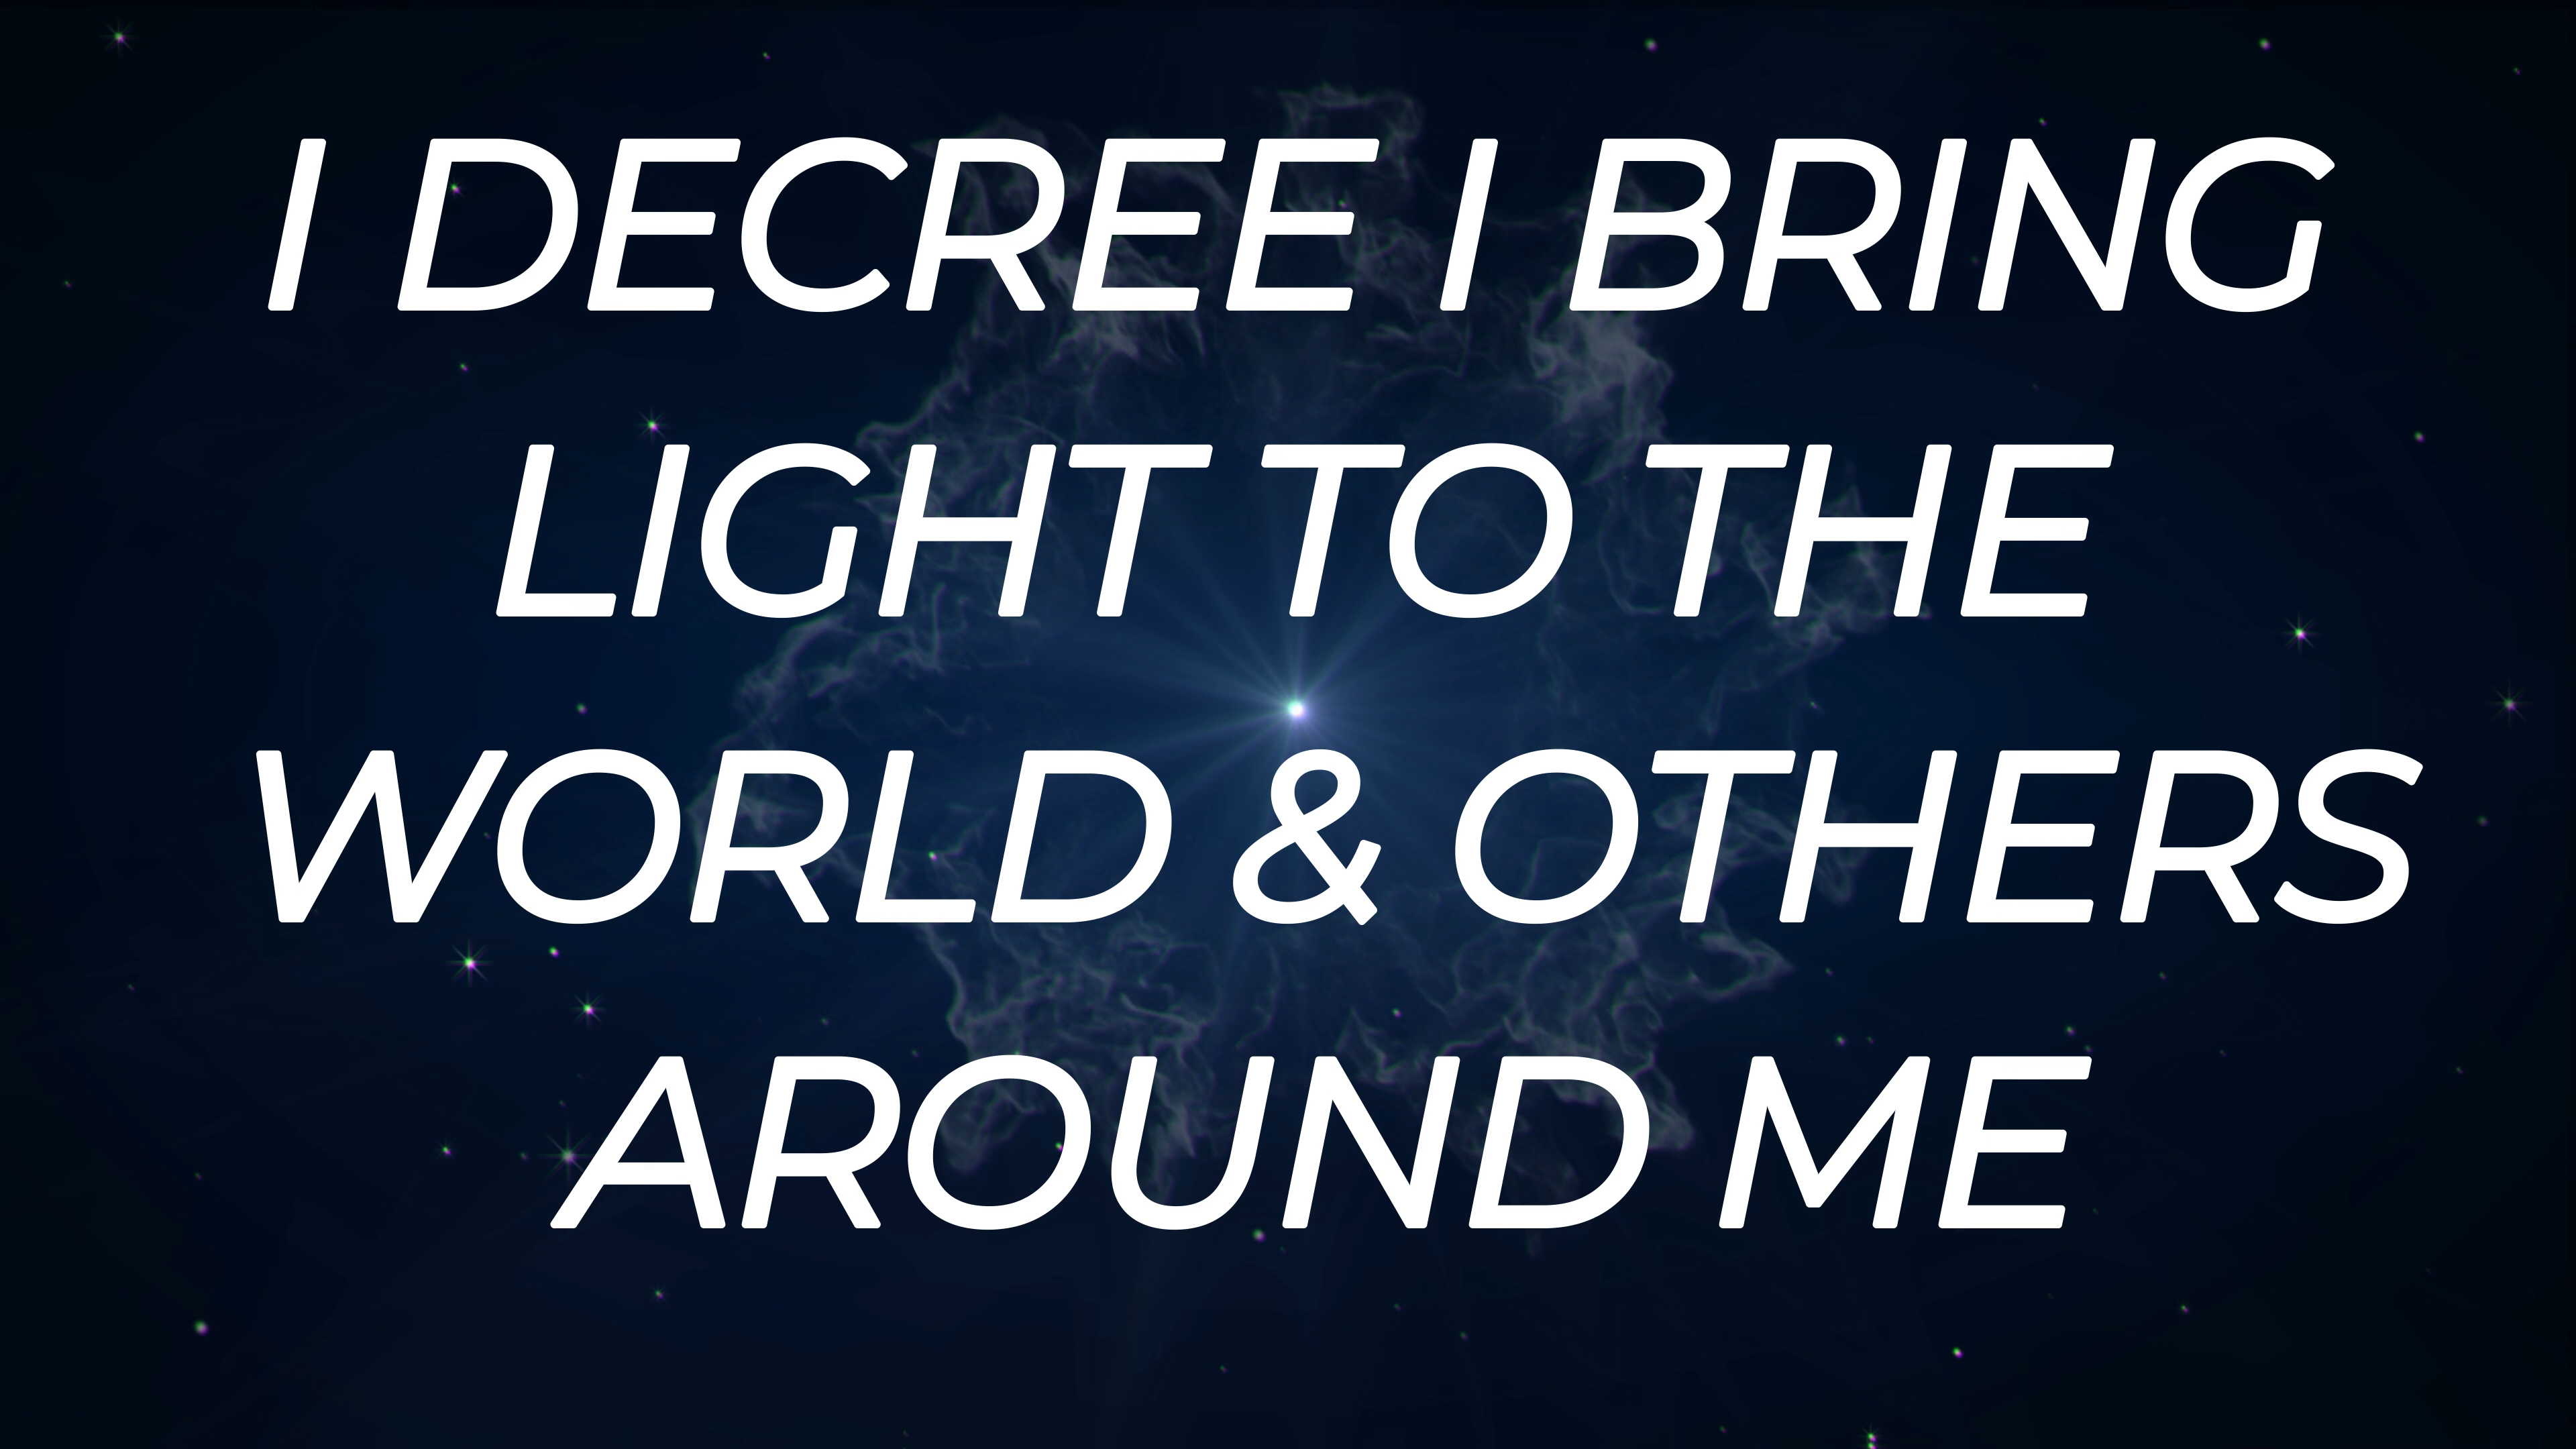 I DECREE I BRING
LIGHT TO THE
WORLD & OTHERS
AROUND ME